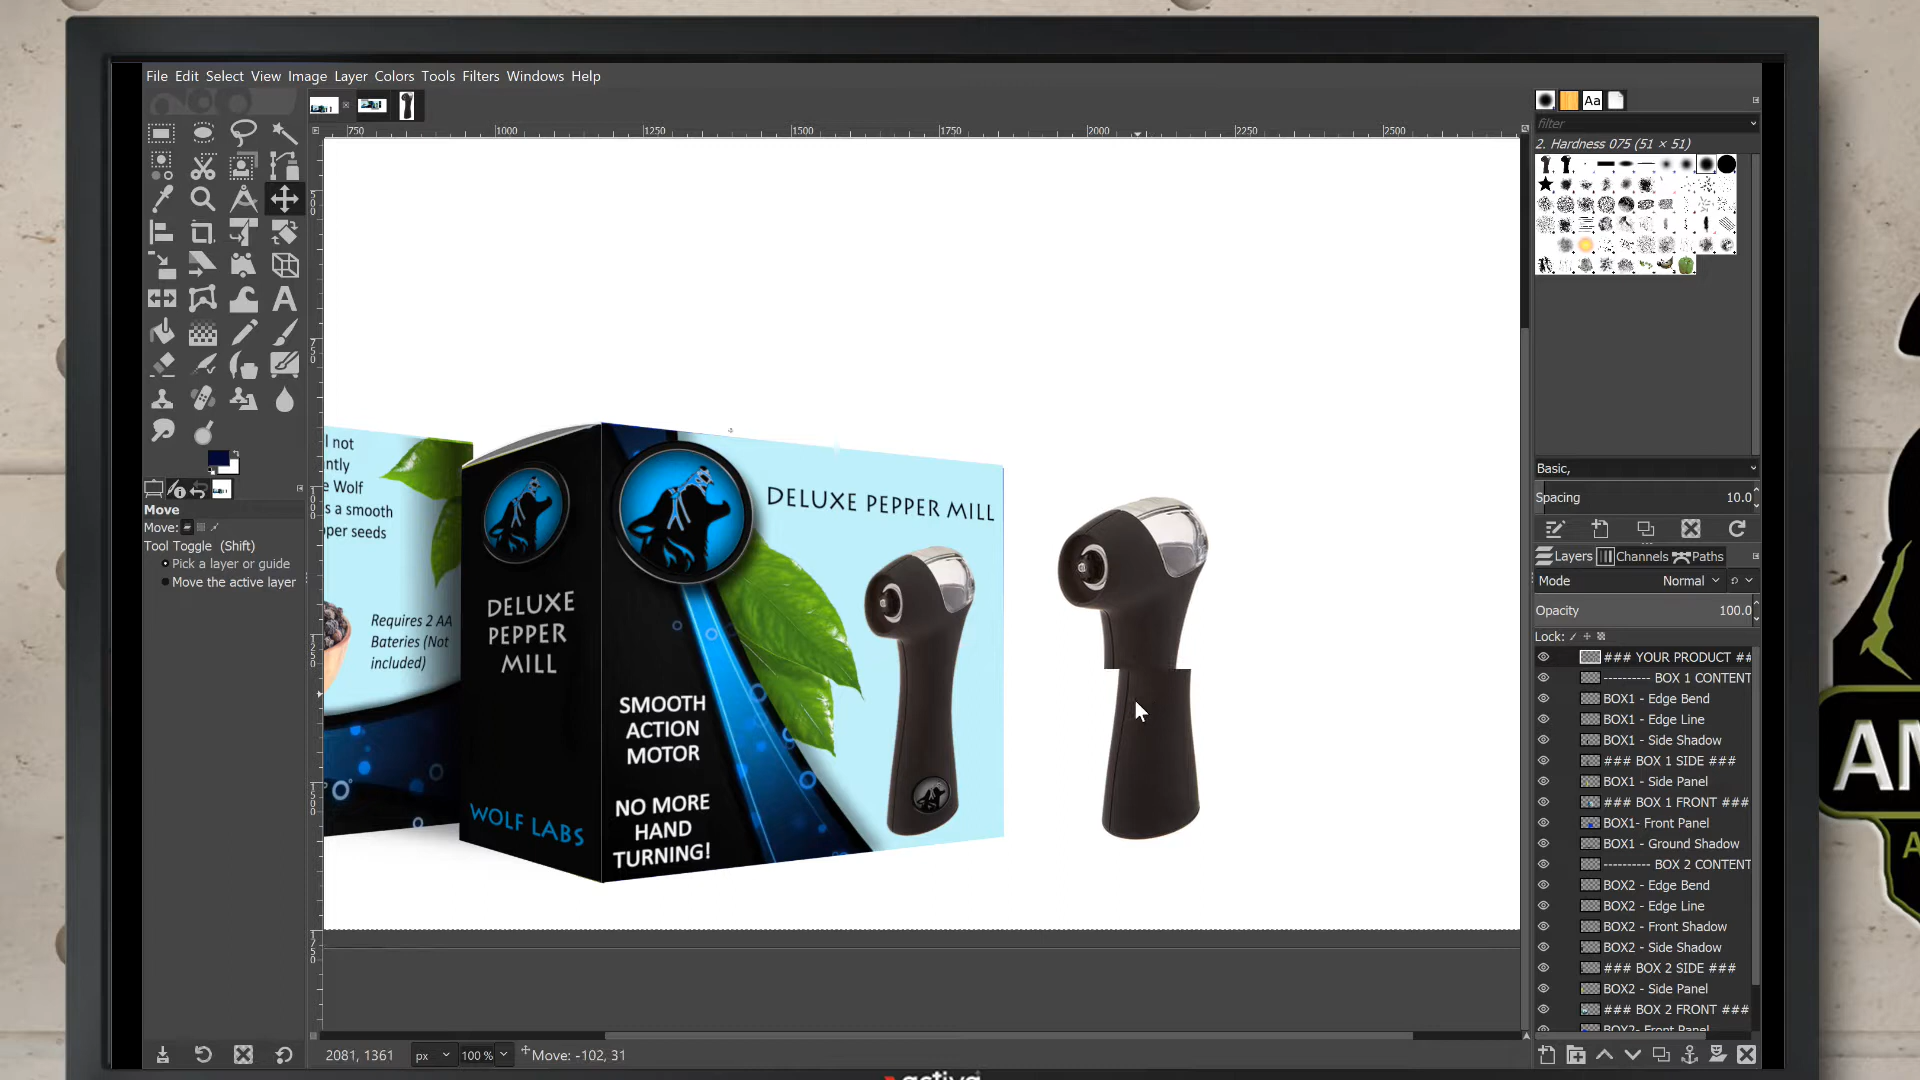 File Edit Select View Image Layer Colors Tools Filters Windows Help
750 1000 1250 1500 1750 2000 2250 2500
Move
Move:
Tool Toggle (Shift)
Pick a layer or guide
Move the active layer
l not
ntly
e Wolf
s a smooth
per seeds
Requires 2 AA
Bateries (Not
included)
DELUXE
PEPPER
MILL
WOLF LABS
DELUXE PEPPER MILL
SMOOTH
ACTION
MOTOR
NO MORE
HAND
TURNING!
filter
2. Hardness 075 (51 × 51)
Basic,
Spacing 10.0
Layers Channels Paths
Mode Normal
Opacity 100.0
Lock:
### YOUR PRODUCT ##
---------- BOX 1 CONTENT
BOX1 - Edge Bend
BOX1 - Edge Line
BOX1 - Side Shadow
### BOX 1 SIDE ###
BOX1 - Side Panel
### BOX 1 FRONT ###
BOX1- Front Panel
BOX1 - Ground Shadow
---------- BOX 2 CONTENT
BOX2 - Edge Bend
BOX2 - Edge Line
BOX2 - Front Shadow
BOX2 - Side Shadow
### BOX 2 SIDE ###
BOX2 - Side Panel
### BOX 2 FRONT ###
BOX2- Front Panel
2081, 1361 px 100 % Move: -102, 31
activa
AM
A